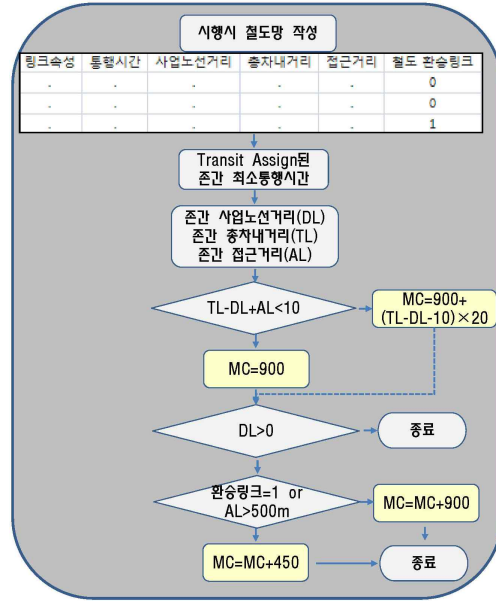 시행시 철도망 작성
링크속성 통행시간 사업노선거리 총차내거리 접근거리 철도 환승링크
. . . . . 0
. . . . . 0
. . . . . 1
Transit Assign된
존간 최소통행시간
존간 사업노선거리(DL)
존간 총차내거리(TL)
존간 접근거리(AL)
TL-DL+AL<10
MC=900+
(TL-DL-10)×20
MC=900
DL>0
종료
환승링크=1 or
AL>500m
MC=MC+900
MC=MC+450
종료